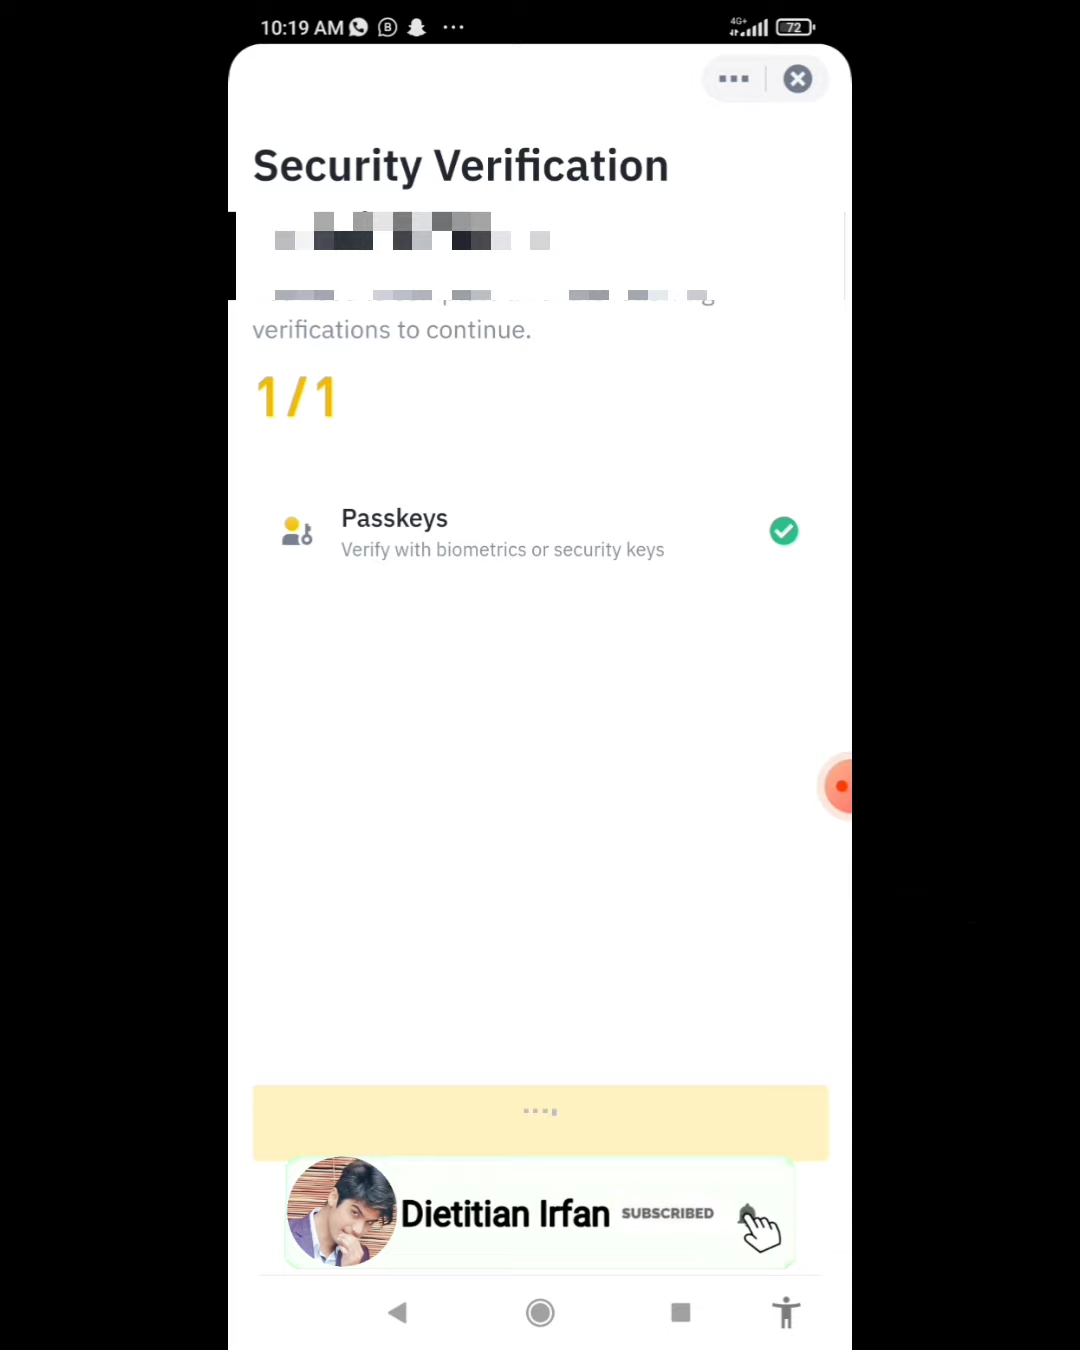 10:19 AM
4G+
72
Security Verification
verifications to continue.
1/1
Passkeys
Verify with biometrics or security keys
Dietitian Irfan SUBSCRIBED